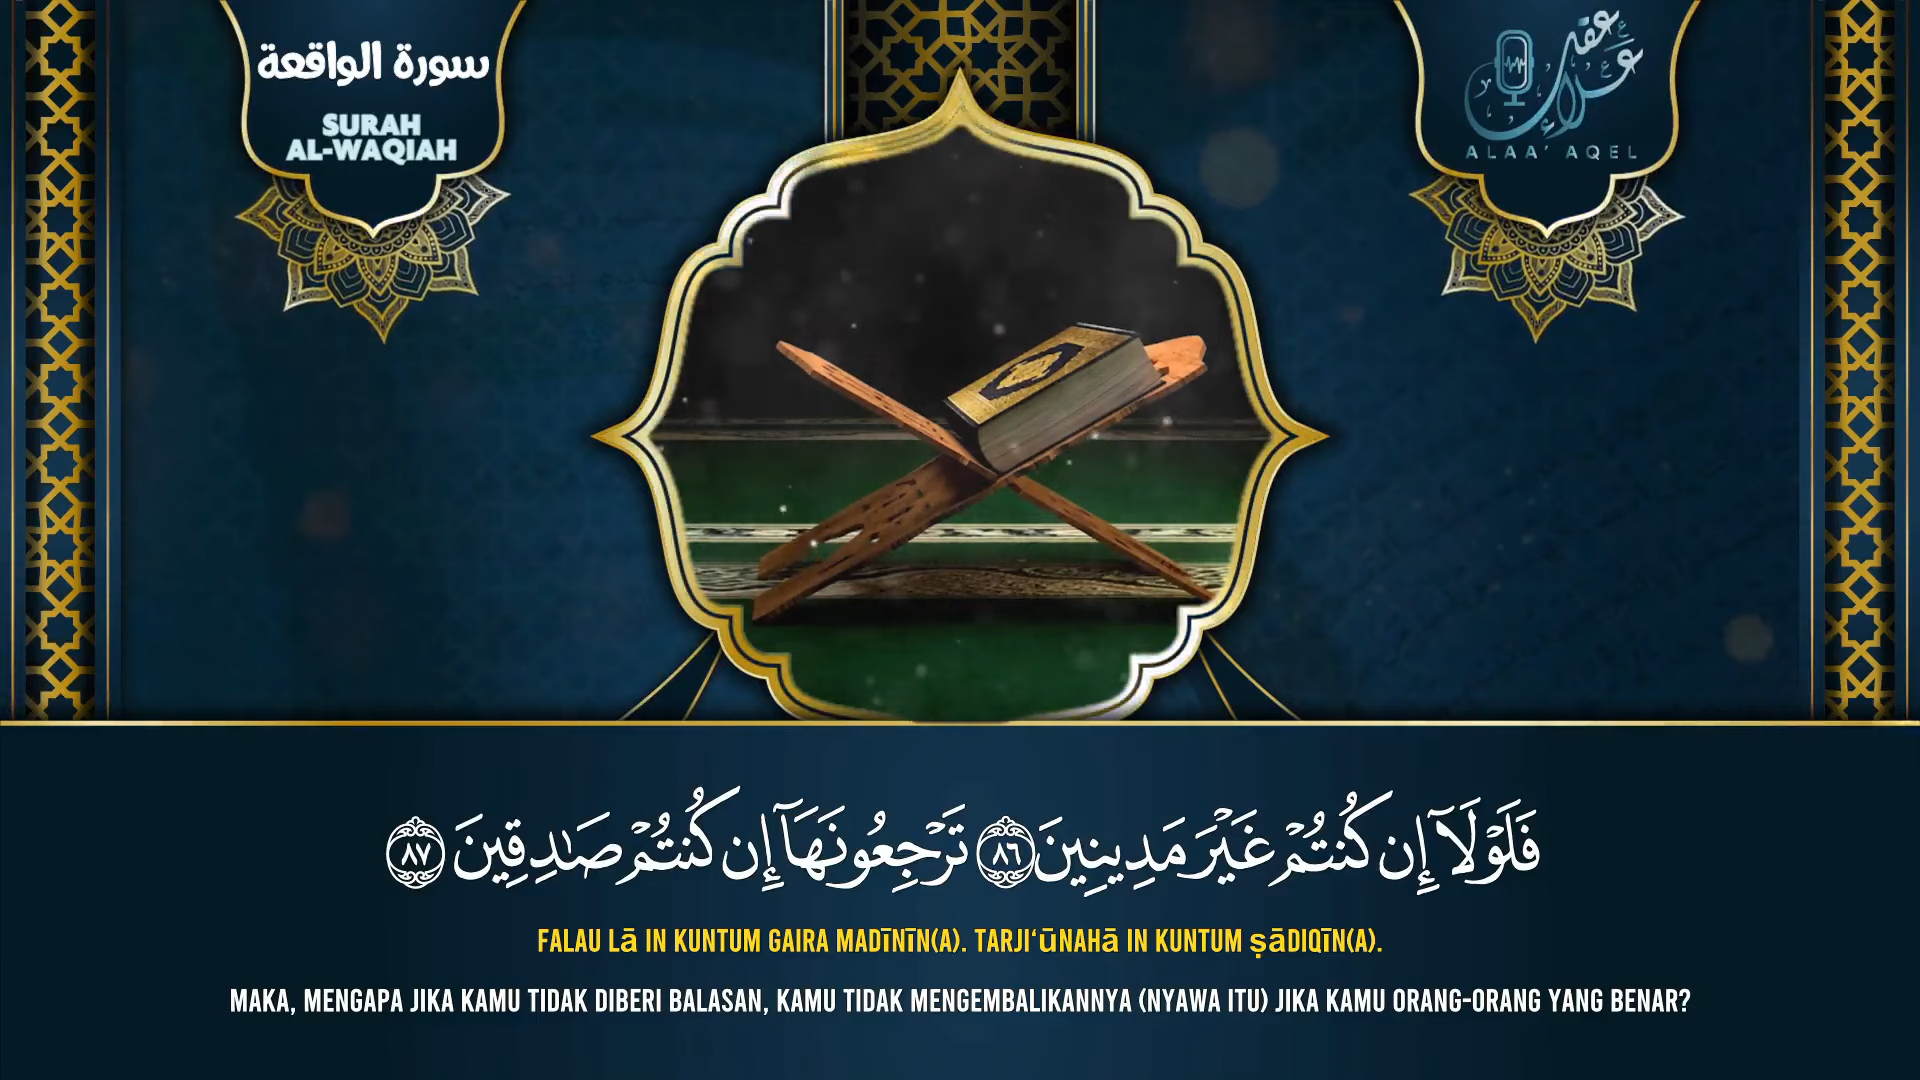 سورة الواقعة
SURAH
AL-WAQIAH
علاء عقل
ALAA' AQEL
فَلَوْلَآ إِن كُنتُمْ غَيْرَ مَدِينِينَ ٨٦ تَرْجِعُونَهَآ إِن كُنتُمْ صَـٰدِقِينَ ٨٧
FALAU Lā IN KUNTUM GAIRA MADīNīN(A). TARJI‘ūNAHā IN KUNTUM ṣāDIQīN(A).
MAKA, MENGAPA JIKA KAMU TIDAK DIBERI BALASAN, KAMU TIDAK MENGEMBALIKANNYA (NYAWA ITU) JIKA KAMU ORANG-ORANG YANG BENAR?